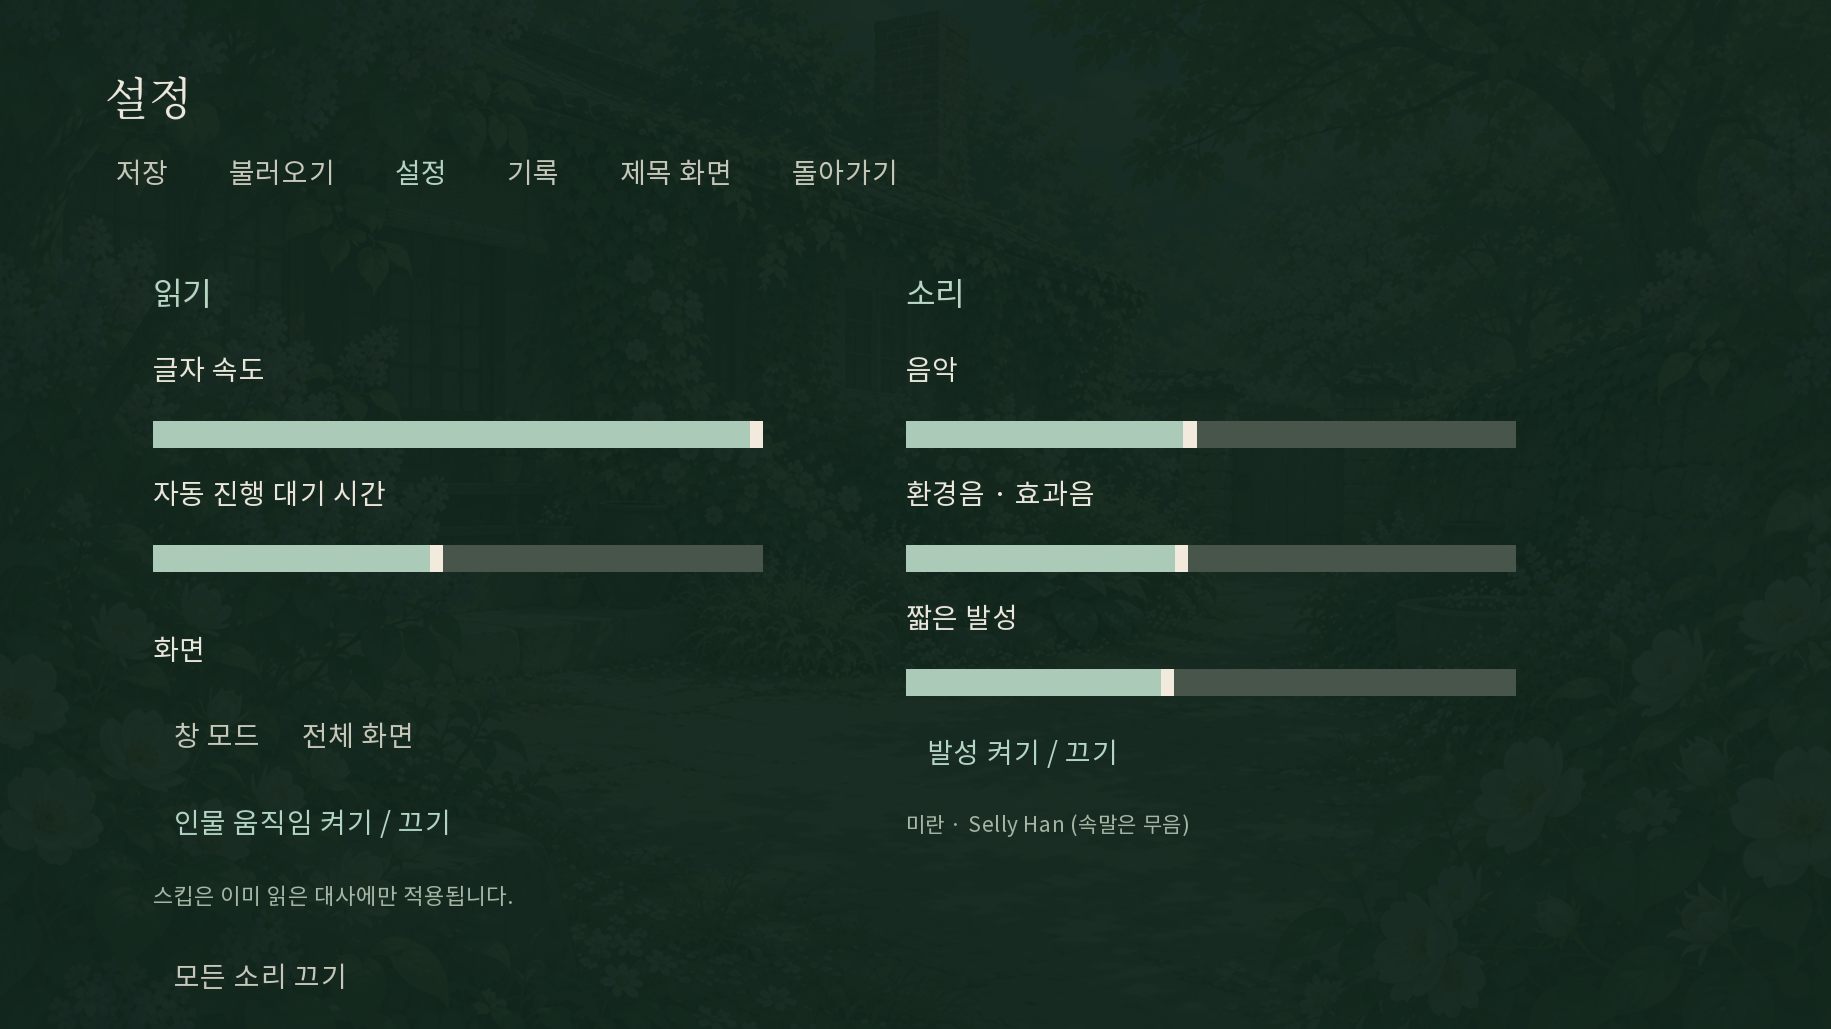 설정
저장 불러오기 설정 기록 제목 화면 돌아가기
읽기
글자 속도
자동 진행 대기 시간
화면
창 모드 전체 화면
인물 움직임 켜기 / 끄기
스킵은 이미 읽은 대사에만 적용됩니다.
모든 소리 끄기
소리
음악
환경음 · 효과음
짧은 발성
발성 켜기 / 끄기
미란 · Selly Han (속말은 무음)